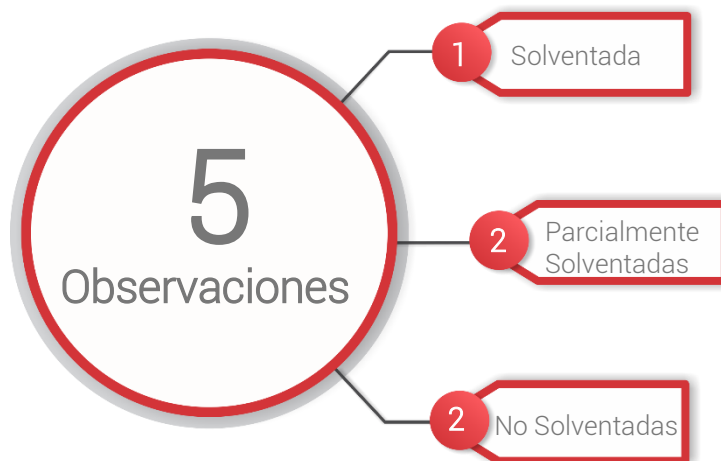 5
Observaciones
1
Solventada
2
Parcialmente
Solventadas
2
No Solventadas